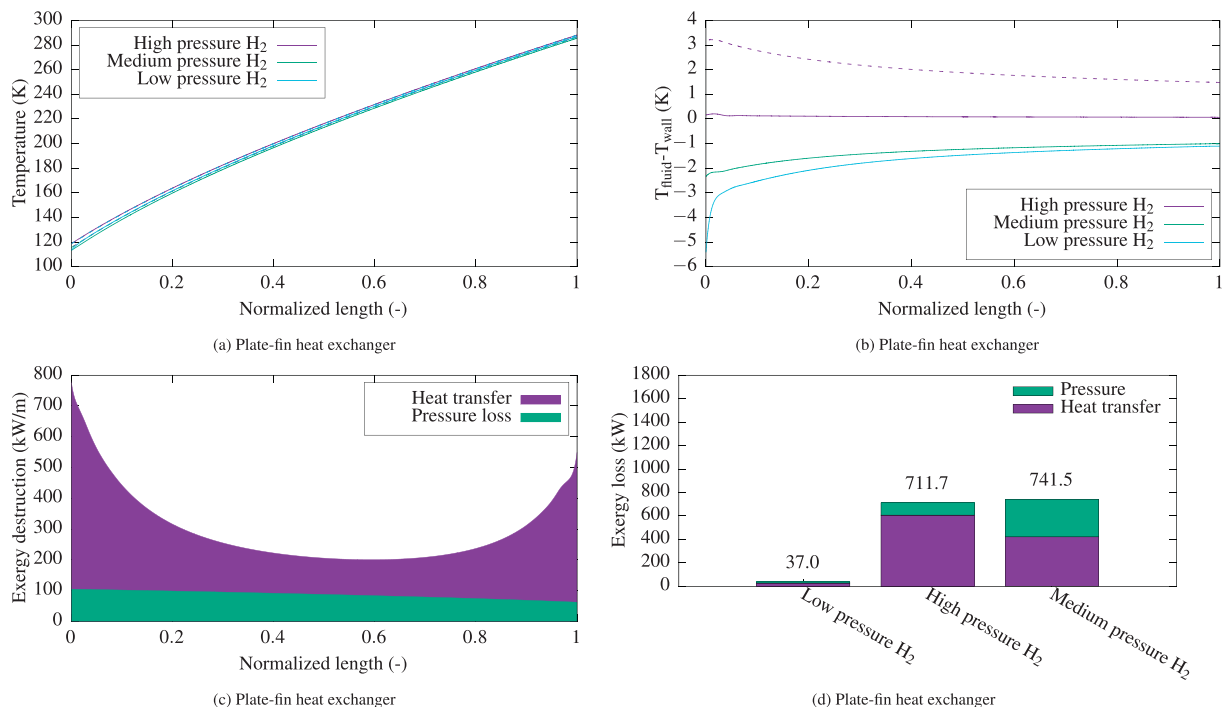 300
280
260
240
220
200
180
160
140
120
100
Temperature (K)
High pressure H2
Medium pressure H2
Low pressure H2
0
0.2
0.4
0.6
0.8
1
Normalized length (-)
(a) Plate-fin heat exchanger
4
3
2
1
0
−1
−2
−3
−4
−5
−6
Tfluid-Twall (K)
High pressure H2
Medium pressure H2
Low pressure H2
0
0.2
0.4
0.6
0.8
1
Normalized length (-)
(b) Plate-fin heat exchanger
800
700
600
500
400
300
200
100
0
Exergy destruction (kW/m)
Heat transfer
Pressure loss
0
0.2
0.4
0.6
0.8
1
Normalized length (-)
(c) Plate-fin heat exchanger
1800
1600
1400
1200
1000
800
600
400
200
0
Exergy loss (kW)
Pressure
Heat transfer
37.0
711.7
741.5
Low pressure H2
High pressure H2
Medium pressure H2
(d) Plate-fin heat exchanger